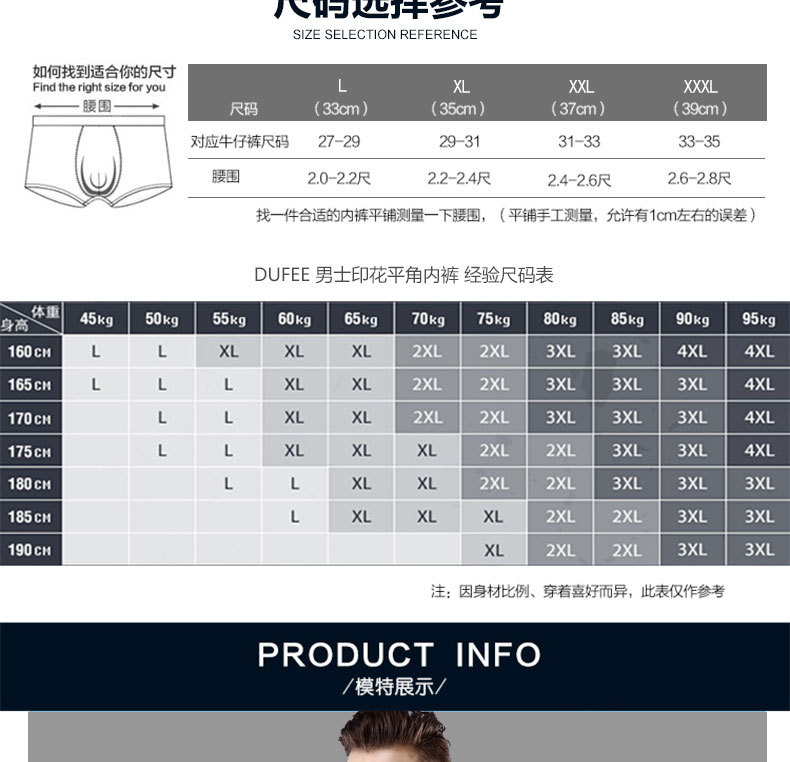 尺码选择参考
SIZE SELECTION REFERENCE
如何找到适合你的尺寸
Find the right size for you
腰围
尺码 L（33cm） XL（35cm） XXL（37cm） XXXL（39cm）
对应牛仔裤尺码 27-29 29-31 31-33 33-35
腰围 2.0-2.2尺 2.2-2.4尺 2.4-2.6尺 2.6-2.8尺
找一件合适的内裤平铺测量一下腰围，（平铺手工测量，允许有1cm左右的误差）
DUFEE 男士印花平角内裤 经验尺码表
身高 体重 45kg 50kg 55kg 60kg 65kg 70kg 75kg 80kg 85kg 90kg 95kg
160CM L L XL XL XL 2XL 2XL 3XL 3XL 4XL 4XL
165CM L L L XL XL 2XL 2XL 3XL 3XL 3XL 4XL
170CM L L XL XL 2XL 2XL 3XL 3XL 3XL 4XL
175CM L L XL XL XL 2XL 2XL 3XL 3XL 4XL
180CM L L XL XL 2XL 2XL 3XL 3XL 3XL
185CM L XL XL XL 2XL 2XL 3XL 3XL
190CM XL 2XL 2XL 3XL 3XL
注：因身材比例、穿着喜好而异，此表仅作参考
PRODUCT INFO
/模特展示/